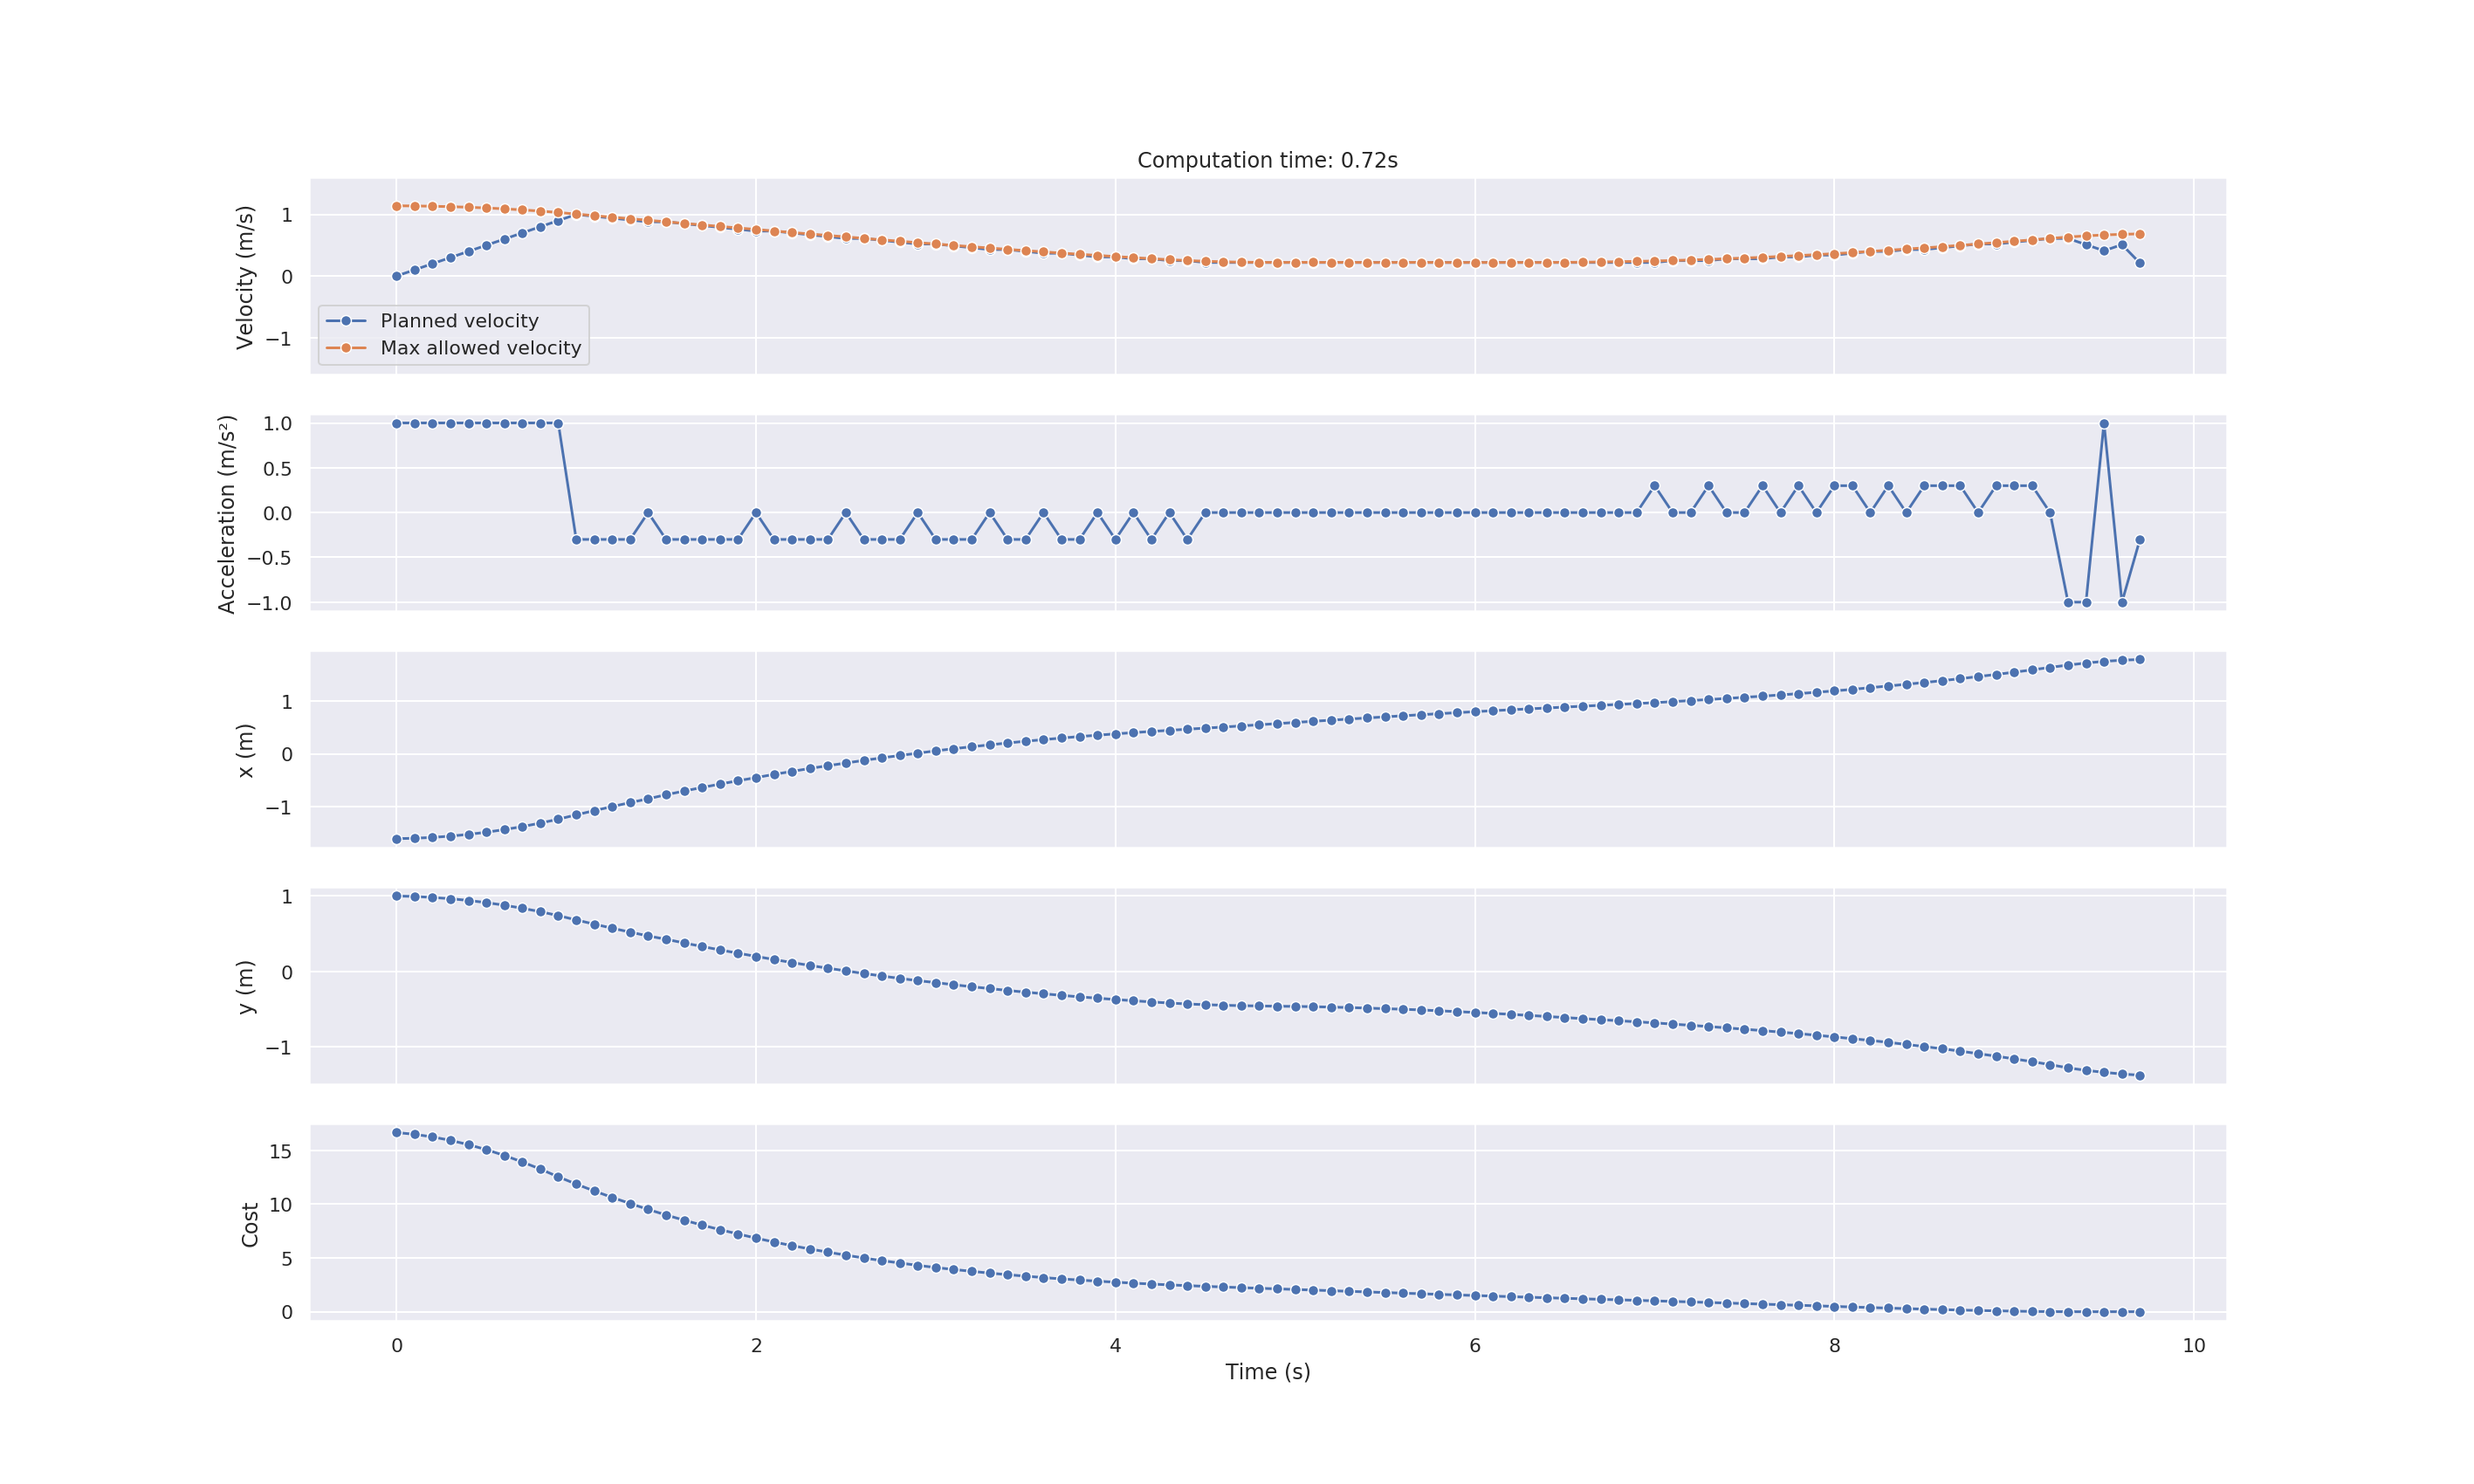 Computation time: 0.72s
Velocity (m/s)
1
0
−1
Planned velocity
Max allowed velocity
Acceleration (m/s²)
1.0
0.5
0.0
−0.5
−1.0
x (m)
1
0
−1
y (m)
1
0
−1
Cost
15
10
5
0
0 2 4 6 8 10
Time (s)